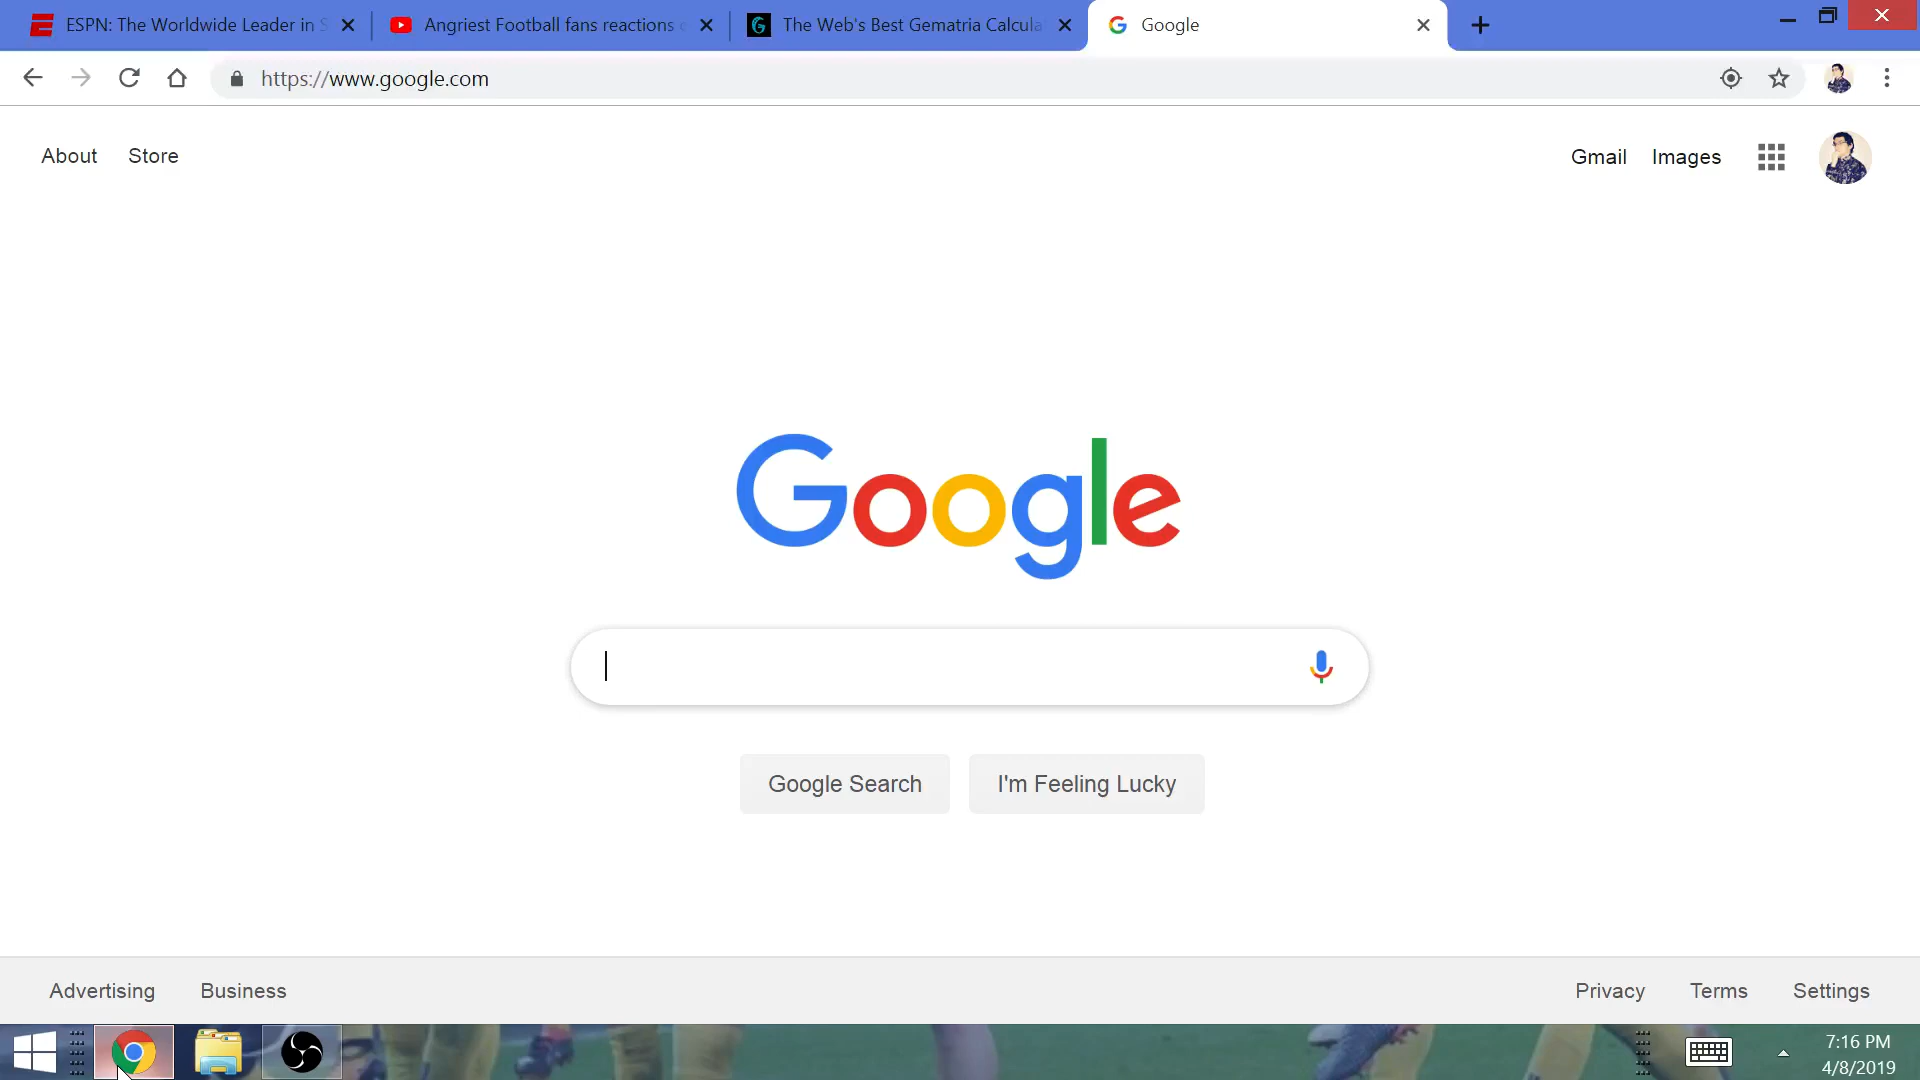 ESPN: The Worldwide Leader in S
Angriest Football fans reactions
The Web's Best Gematria Calcula
Google
https://www.google.com
About
Store
Gmail
Images
Google
Google Search
I'm Feeling Lucky
Advertising
Business
Privacy
Terms
Settings
7:16 PM
4/8/2019